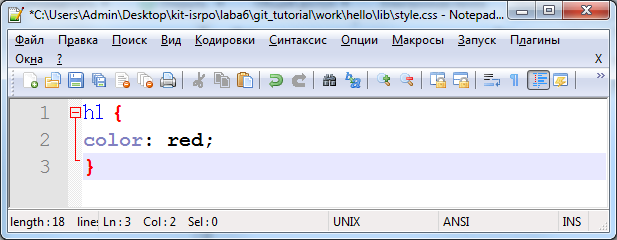 *C:\Users\Admin\Desktop\kit-isrpo\laba6\git_tutorial\work\hello\lib\style.css - Notepad...
Файл Правка Поиск Вид Кодировки Синтаксис Опции Макросы Запуск Плагины
Окна ? X
1 h1 {
2 color: red;
3 }
length : 18 lines Ln : 3 Col : 2 Sel : 0 UNIX ANSI INS